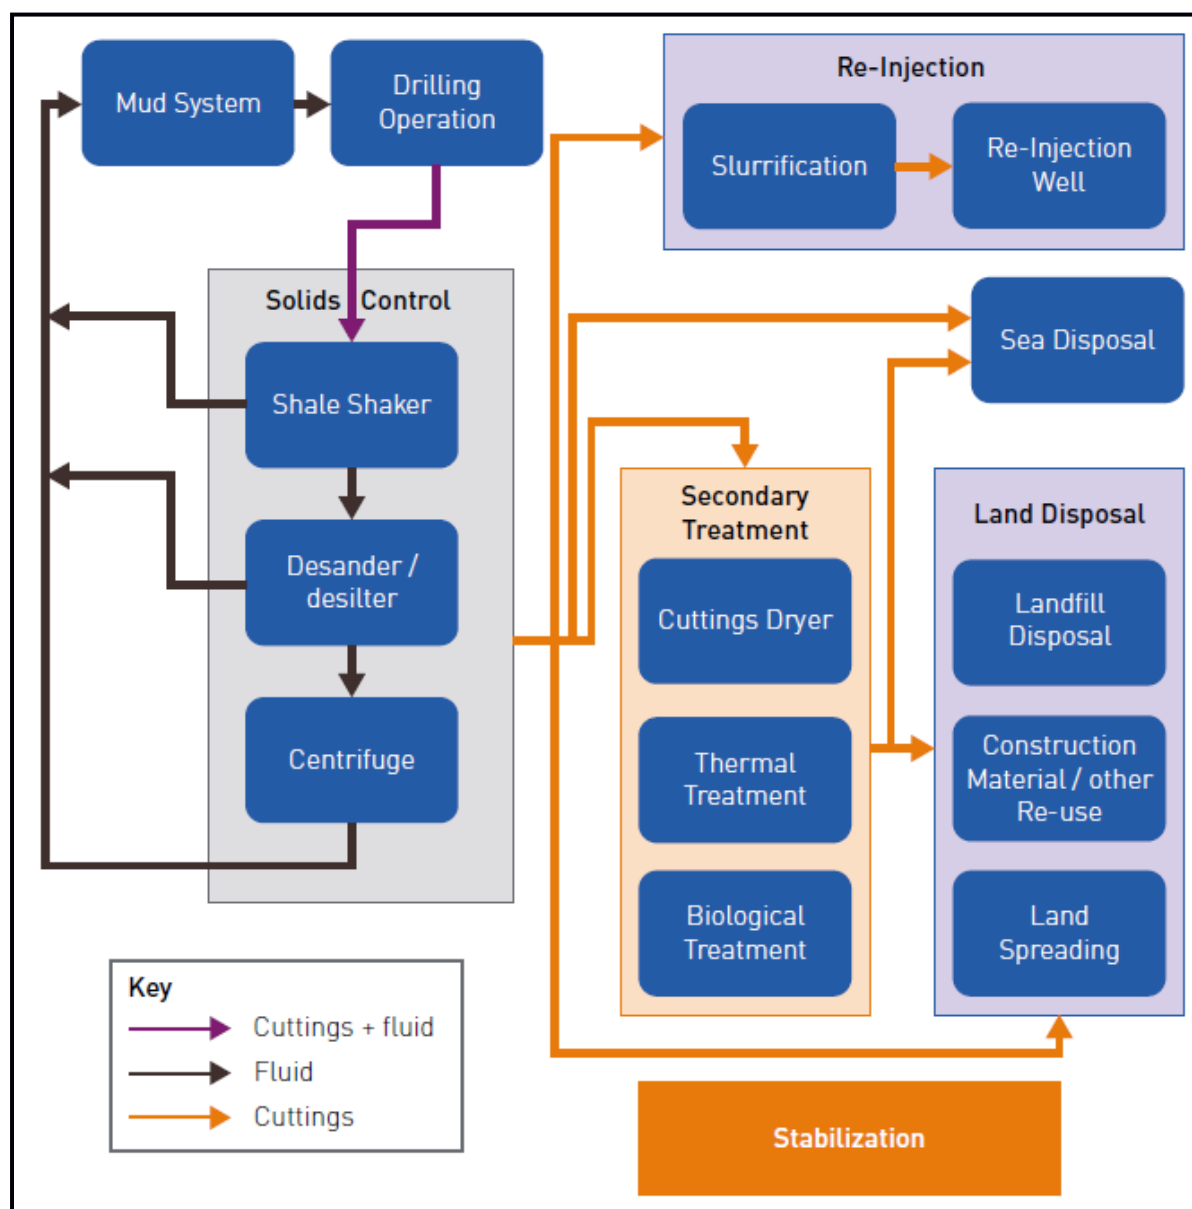 Mud System
Drilling
Operation
Re-Injection
Slurrification
Re-Injection
Well
Solids Control
Shale Shaker
Desander /
desilter
Centrifuge
Sea Disposal
Secondary
Treatment
Cuttings Dryer
Thermal
Treatment
Biological
Treatment
Land Disposal
Landfill
Disposal
Construction
Material / other
Re-use
Land
Spreading
Key
Cuttings + fluid
Fluid
Cuttings
Stabilization